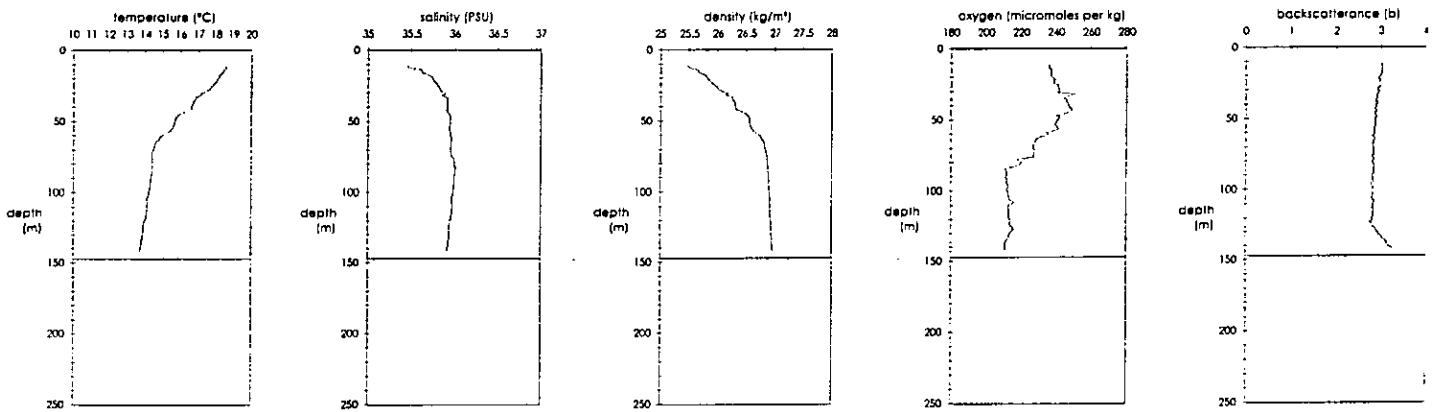 temperature (°C)
10 11 12 13 14 15 16 17 18 19 20
0
50
100
depth
(m)
150
200
250
salinity (PSU)
35 35.5 36 36.5 37
0
50
100
depth
(m)
150
200
250
density (kg/m³)
25 25.5 26 26.5 27 27.5 28
0
50
100
depth
(m)
150
200
250
oxygen (micromoles per kg)
180 200 220 240 260 280
0
50
100
depth
(m)
150
200
250
backscatterance (b)
0 1 2 3 4
0
50
100
depth
(m)
150
200
250